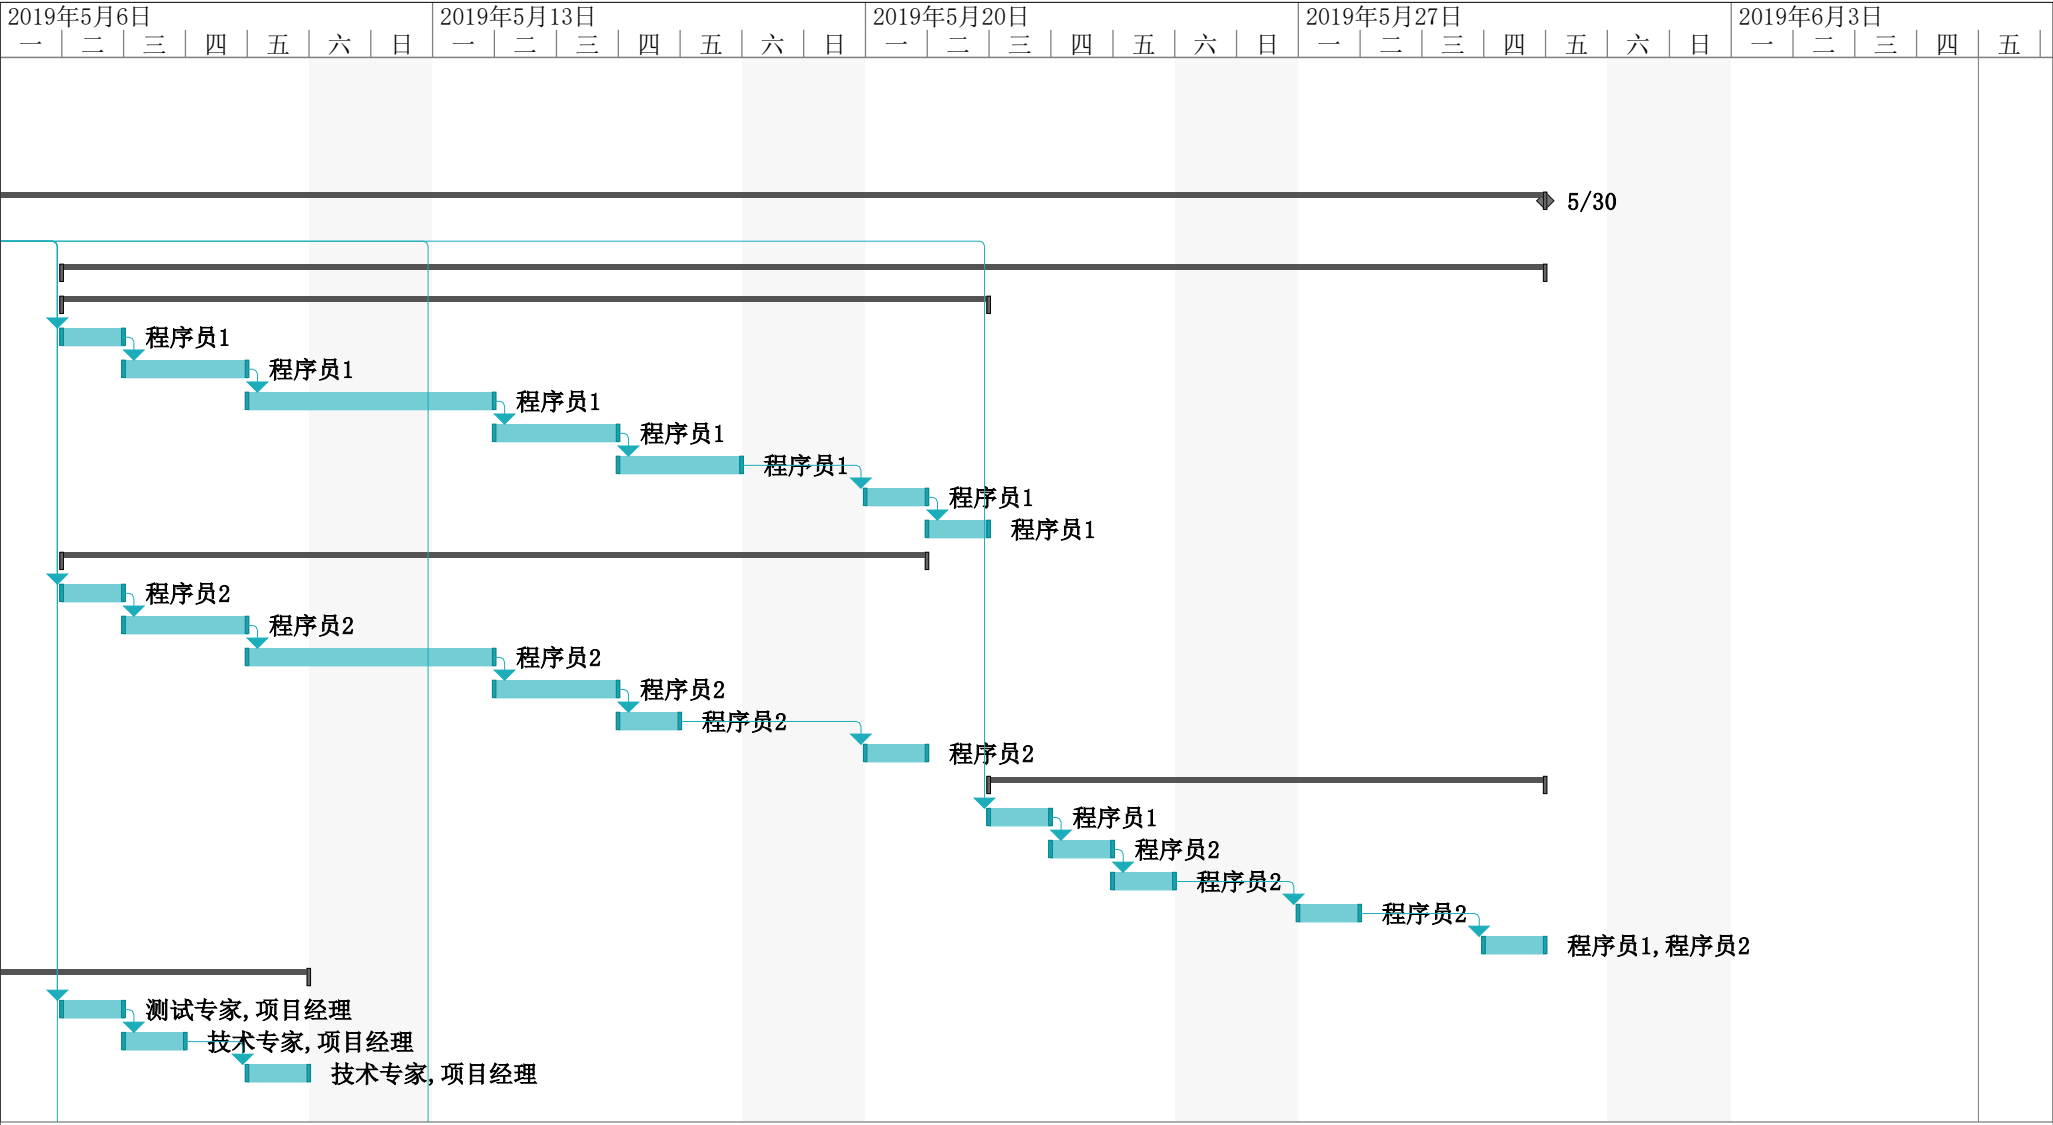 2019年5月6日 2019年5月13日 2019年5月20日 2019年5月27日 2019年6月3日
一 二 三 四 五 六 日 一 二 三 四 五 六 日 一 二 三 四 五 六 日 一 二 三 四 五 六 日 一 二 三 四 五
5/30
程序员1
程序员1
程序员1
程序员1
程序员1
程序员1
程序员1
程序员2
程序员2
程序员2
程序员2
程序员2
程序员2
程序员1
程序员2
程序员2
程序员2
程序员1,程序员2
测试专家,项目经理
技术专家,项目经理
技术专家,项目经理